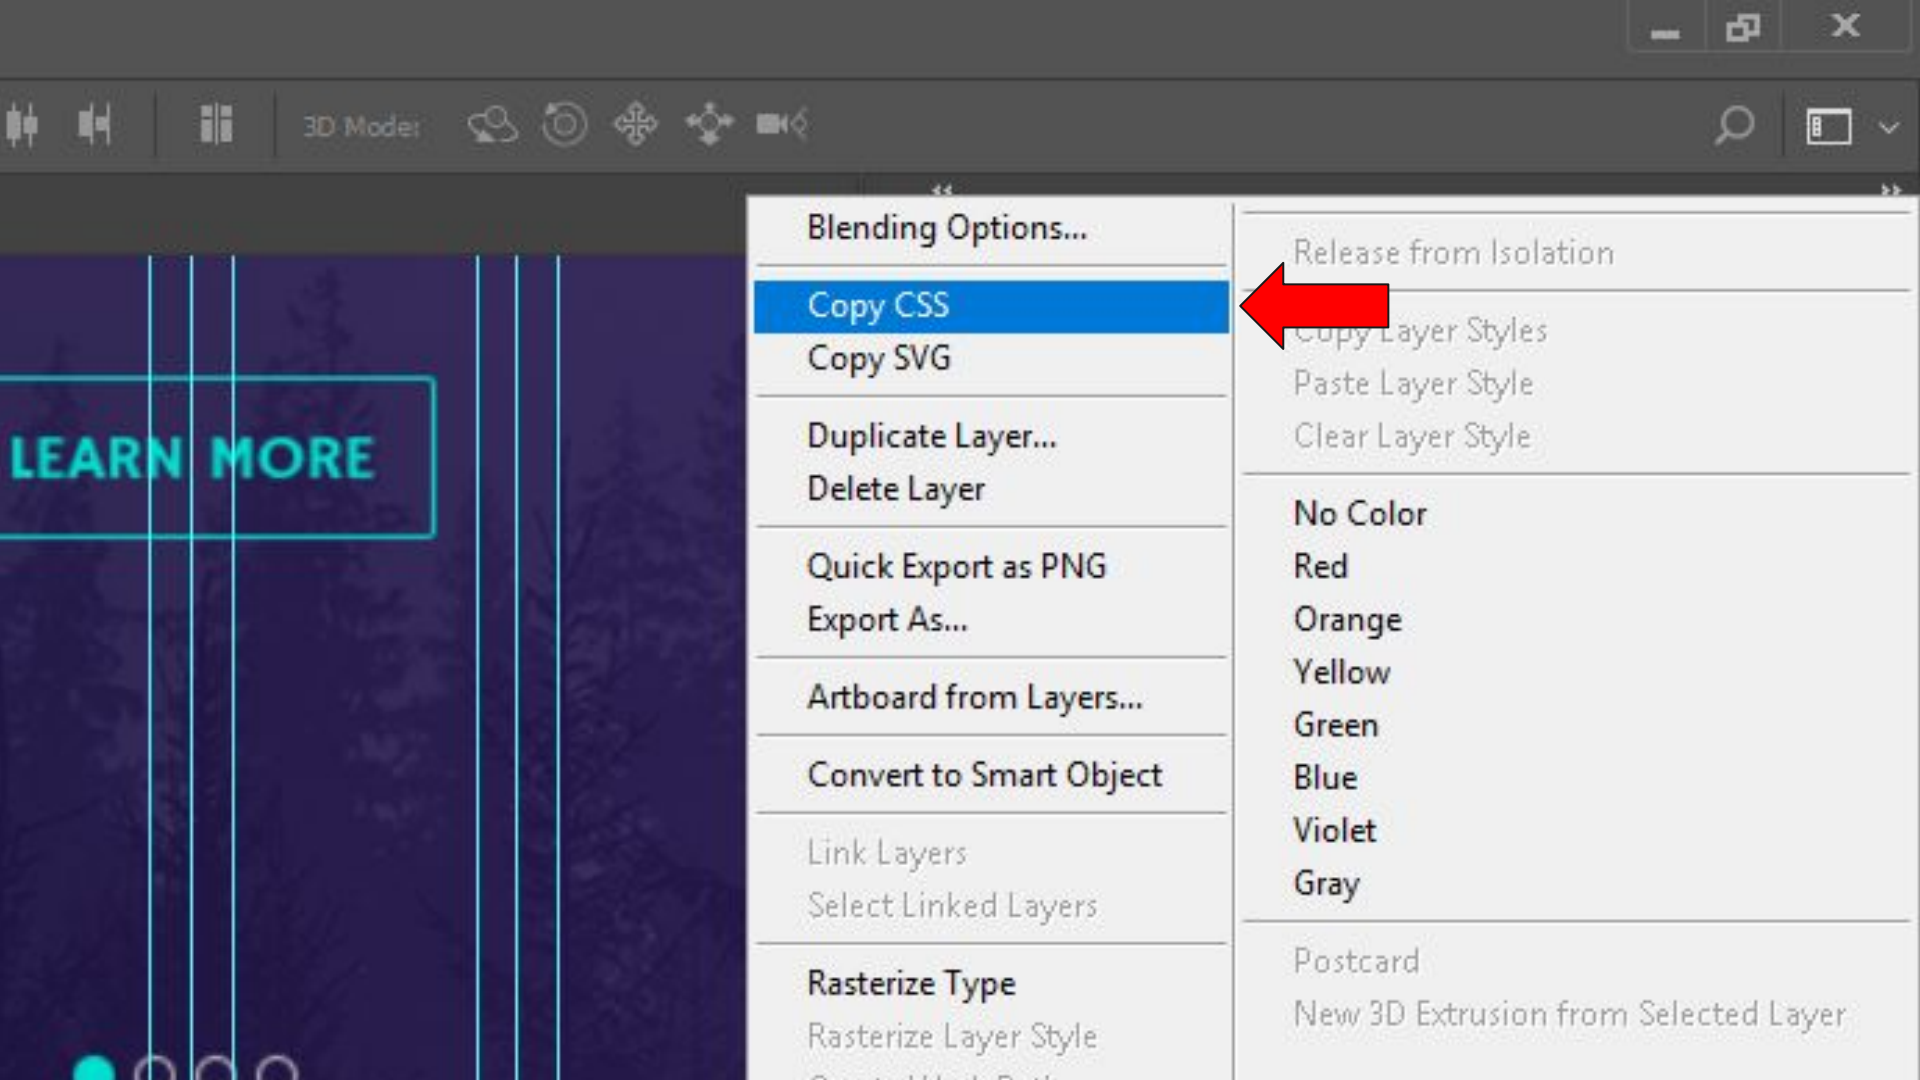 3D Mode:
LEARN MORE
Blending Options...
Copy CSS
Copy SVG
Duplicate Layer...
Delete Layer
Quick Export as PNG
Export As...
Artboard from Layers...
Convert to Smart Object
Link Layers
Select Linked Layers
Rasterize Type
Rasterize Layer Style
Release from Isolation
Copy Layer Styles
Paste Layer Style
Clear Layer Style
No Color
Red
Orange
Yellow
Green
Blue
Violet
Gray
Postcard
New 3D Extrusion from Selected Layer